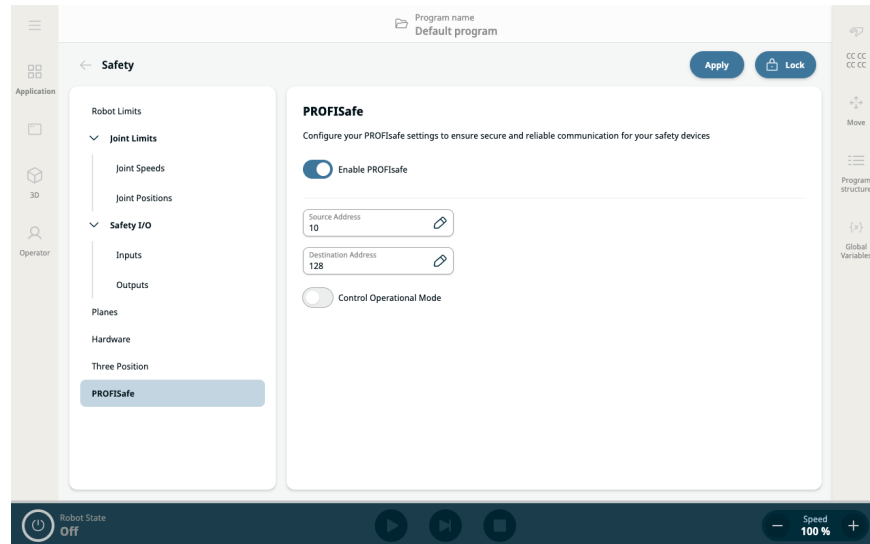 Program name
Default program
Safety
Apply
Lock
Application
3D
Operator
Robot Limits
Joint Limits
Joint Speeds
Joint Positions
Safety I/O
Inputs
Outputs
Planes
Hardware
Three Position
PROFISafe
PROFISafe
Configure your PROFIsafe settings to ensure secure and reliable communication for your safety devices
Enable PROFIsafe
Source Address
10
Destination Address
128
Control Operational Mode
CC CC
CC CC
Move
Program
structure
{x}
Global
Variables
Robot State
Off
Speed
100 %